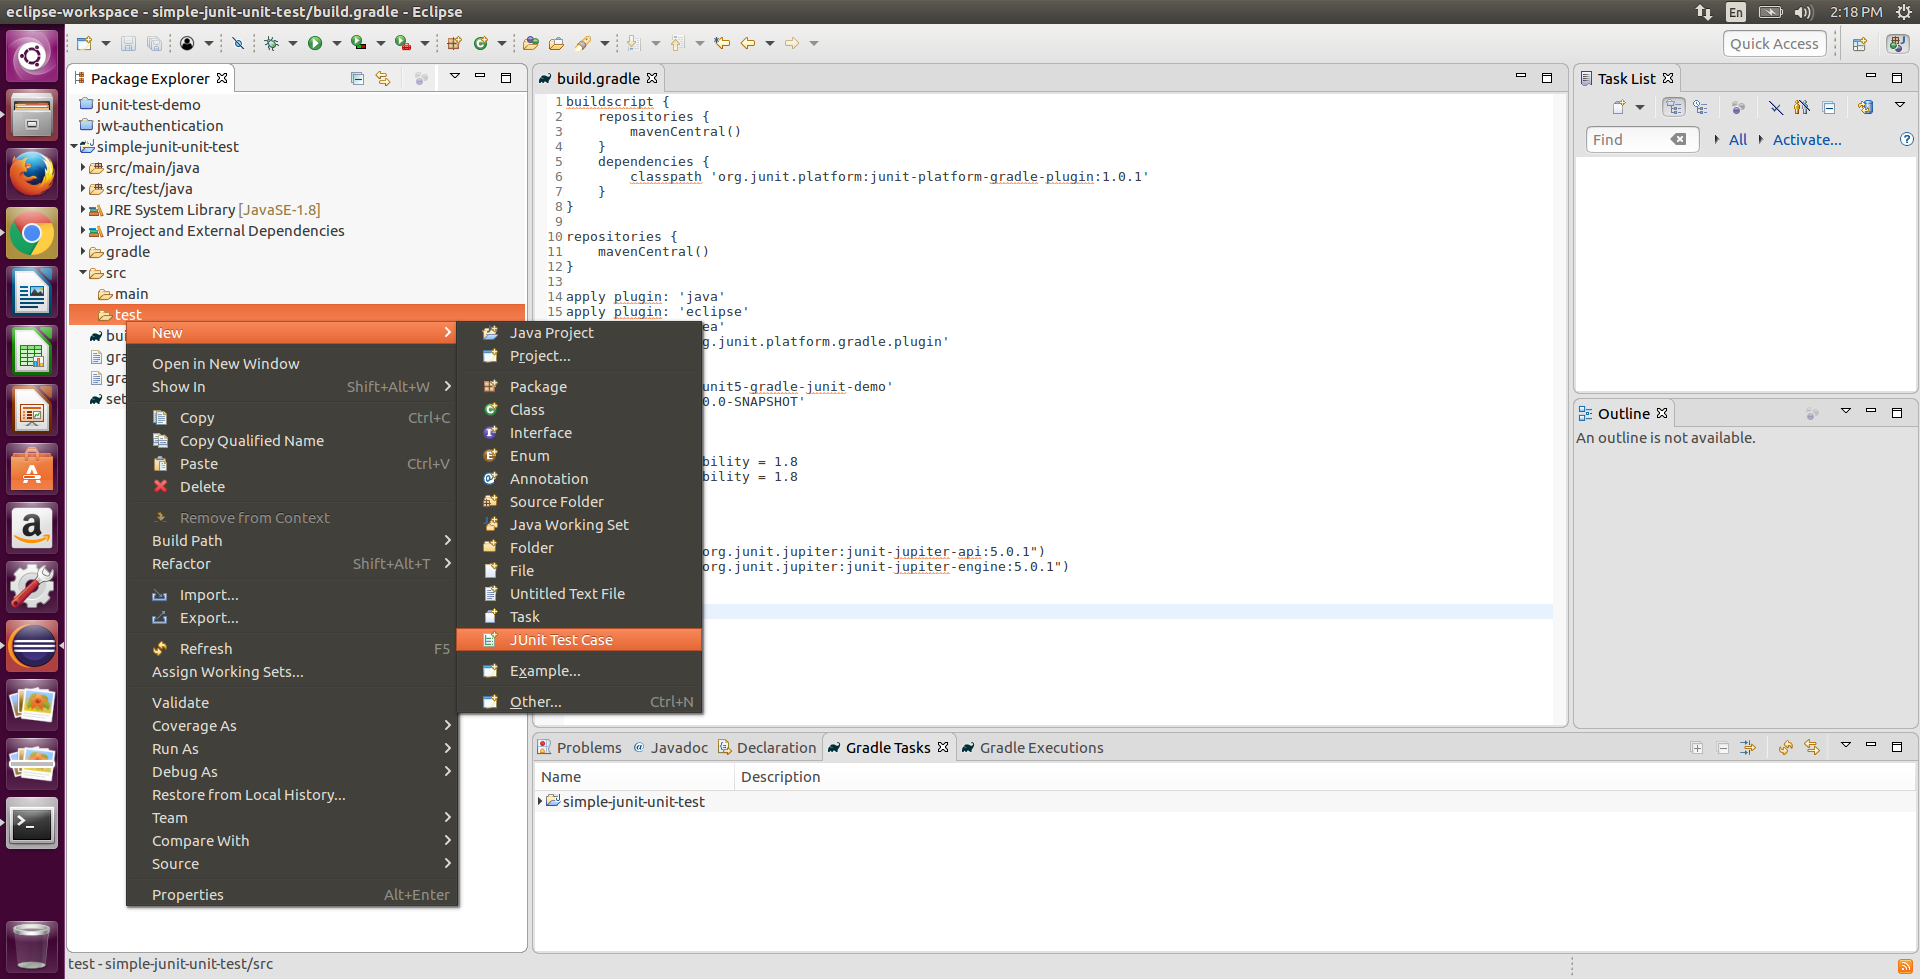 eclipse-workspace - simple-junit-unit-test/build.gradle - Eclipse
En
2:18 PM
Quick Access
Package Explorer
junit-test-demo
jwt-authentication
simple-junit-unit-test
src/main/java
src/test/java
JRE System Library [JavaSE-1.8]
Project and External Dependencies
gradle
src
main
test
bui
gra
gra
set
New
Open in New Window
Show In Shift+Alt+W
Copy Ctrl+C
Copy Qualified Name
Paste Ctrl+V
Delete
Remove from Context
Build Path
Refactor Shift+Alt+T
Import...
Export...
Refresh F5
Assign Working Sets...
Validate
Coverage As
Run As
Debug As
Restore from Local History...
Team
Compare With
Source
Properties Alt+Enter
Java Project
Project...
Package
Class
Interface
Enum
Annotation
Source Folder
Java Working Set
Folder
File
Untitled Text File
Task
JUnit Test Case
Example...
Other... Ctrl+N
build.gradle
1 buildscript {
2 repositories {
3 mavenCentral()
4 }
5 dependencies {
6 classpath 'org.junit.platform:junit-platform-gradle-plugin:1.0.1'
7 }
8 }
9
10 repositories {
11 mavenCentral()
12 }
13
14 apply plugin: 'java'
15 apply plugin: 'eclipse'
ea'
g.junit.platform.gradle.plugin'
unit5-gradle-junit-demo'
0.0-SNAPSHOT'
bility = 1.8
bility = 1.8
org.junit.jupiter:junit-jupiter-api:5.0.1")
org.junit.jupiter:junit-jupiter-engine:5.0.1")
Task List
Find
All
Activate...
Outline
An outline is not available.
Problems
@ Javadoc
Declaration
Gradle Tasks
Gradle Executions
Name Description
simple-junit-unit-test
test - simple-junit-unit-test/src